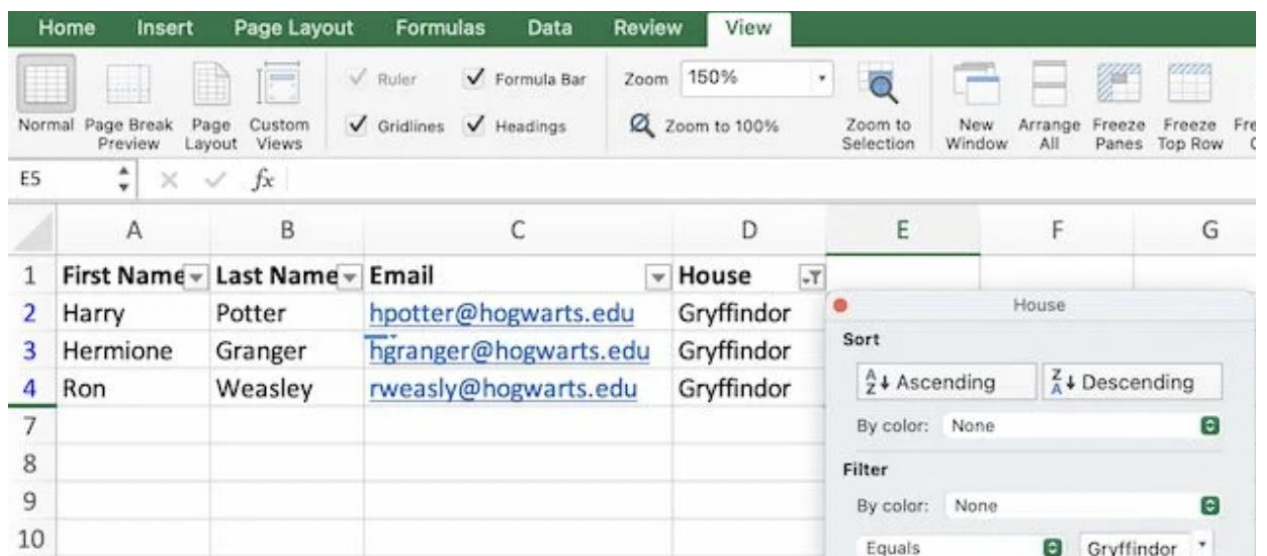 Home Insert Page Layout Formulas Data Review View
Ruler Formula Bar Zoom 150%
Gridlines Headings Zoom to 100%
Normal Page Break Preview Page Layout Custom Views Zoom to Selection New Window Arrange All Freeze Panes Freeze Top Row
E5 fx
A B C D E F G
1 First Name Last Name Email House
2 Harry Potter hpotter@hogwarts.edu Gryffindor
3 Hermione Granger hgranger@hogwarts.edu Gryffindor
4 Ron Weasley rweasly@hogwarts.edu Gryffindor
7
8
9
10
House
Sort
A Z Ascending Z A Descending
By color: None
Filter
By color: None
Equals Gryffindor